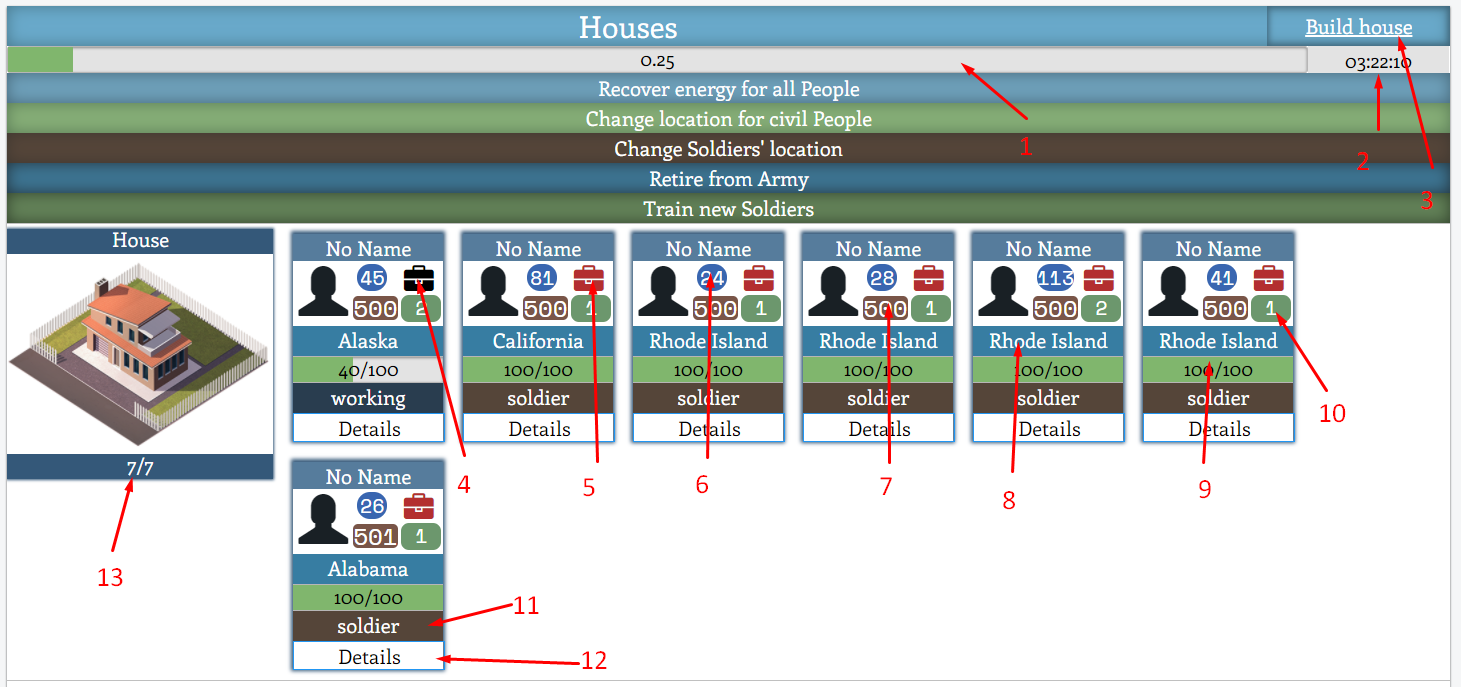 Houses
Build house
0.25
03:22:10
Recover energy for all People
Change location for civil People
Change Soldiers' location
1
2
Retire from Army
3
Train new Soldiers
House
7/7
13
No Name
45
500 2
Alaska
40/100
working
Details
4
No Name
81
500 1
California
100/100
soldier
Details
5
No Name
24
500 1
Rhode Island
100/100
soldier
Details
6
No Name
28
500 1
Rhode Island
100/100
soldier
Details
7
No Name
113
500 2
Rhode Island
100/100
soldier
Details
8
No Name
41
500 1
Rhode Island
100/100
soldier
Details
9
10
No Name
26
501 1
Alabama
100/100
soldier
Details
11
12